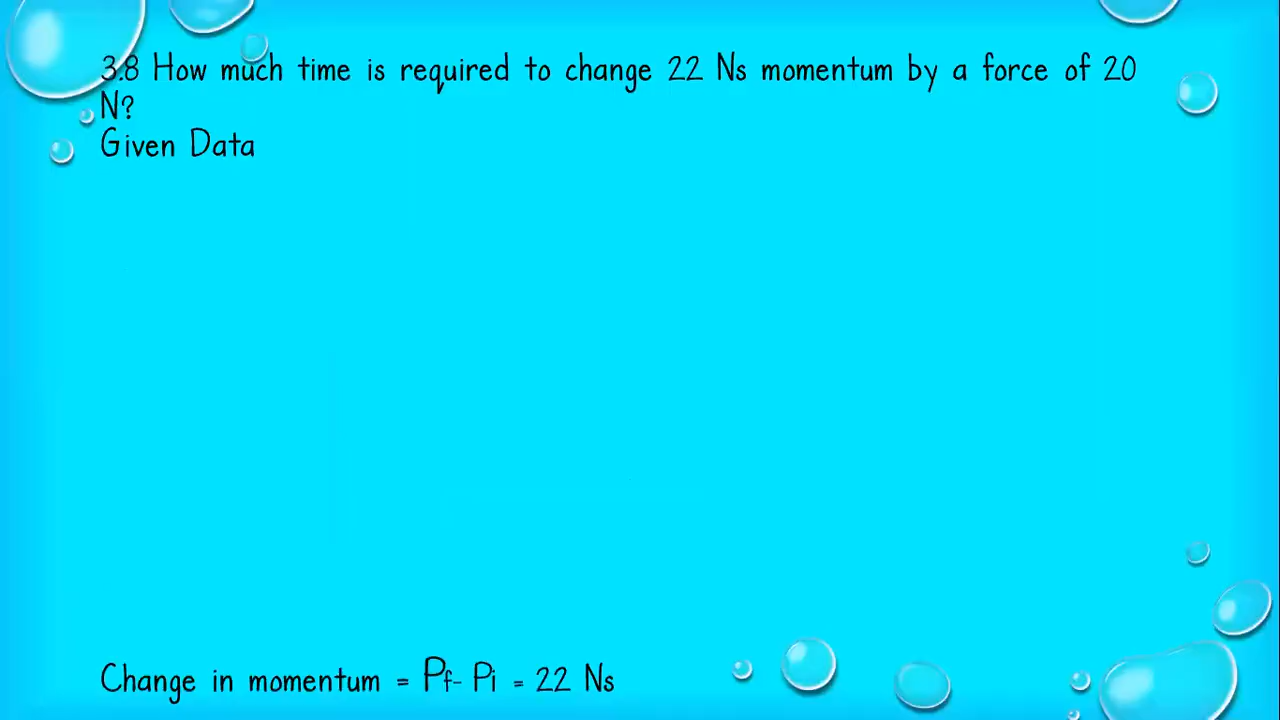 3.8 How much time is required to change 22 Ns momentum by a force of 20
N?
Given Data
Change in momentum = Pf- Pi = 22 Ns